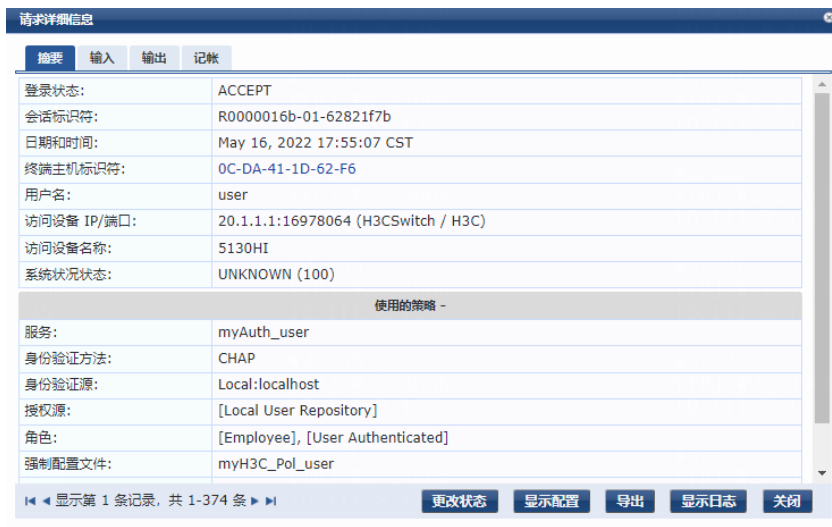 请求详细信息
摘要 输入 输出 记帐
登录状态: ACCEPT
会话标识符: R0000016b-01-62821f7b
日期和时间: May 16, 2022 17:55:07 CST
终端主机标识符: 0C-DA-41-1D-62-F6
用户名: user
访问设备 IP/端口: 20.1.1.1:16978064 (H3CSwitch / H3C)
访问设备名称: 5130HI
系统状况状态: UNKNOWN (100)
使用的策略 -
服务: myAuth_user
身份验证方法: CHAP
身份验证源: Local:localhost
授权源: [Local User Repository]
角色: [Employee], [User Authenticated]
强制配置文件: myH3C_Pol_user
显示第 1 条记录, 共 1-374 条 更改状态 显示配置 导出 显示日志 关闭